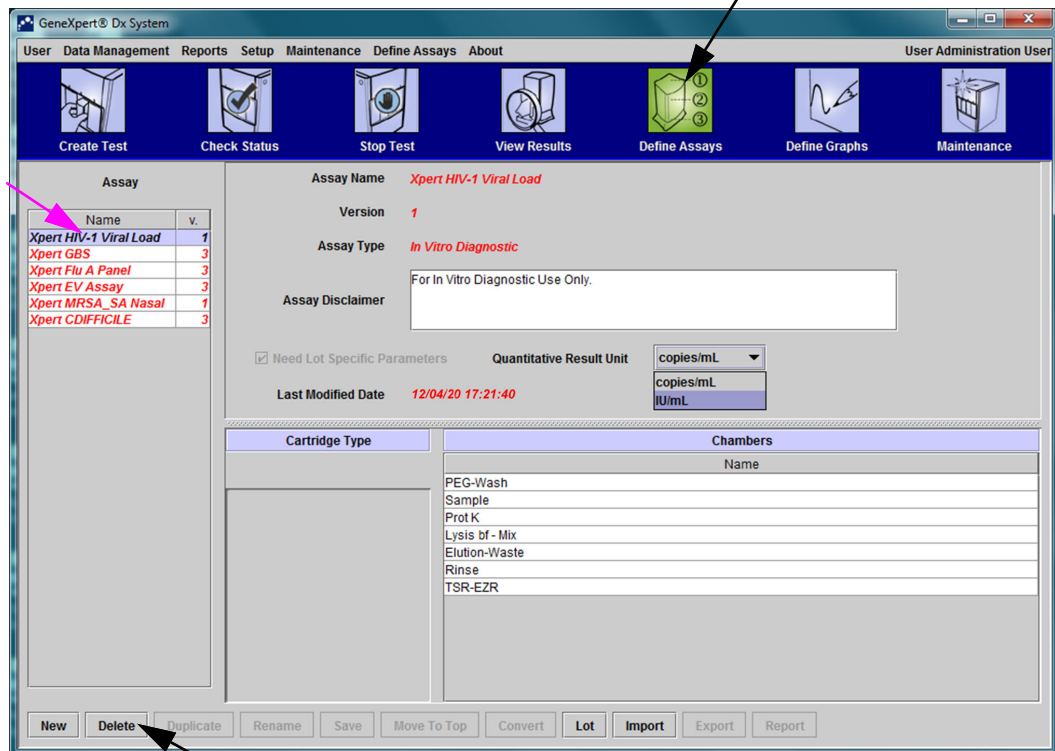 GeneXpert® Dx System
User Data Management Reports Setup Maintenance Define Assays About User Administration User
① ② ③
Create Test Check Status Stop Test View Results Define Assays Define Graphs Maintenance
Assay
Name v.
Xpert HIV-1 Viral Load 1
Xpert GBS 3
Xpert Flu A Panel 3
Xpert EV Assay 3
Xpert MRSA_SA Nasal 1
Xpert CDIFFICILE 3
Assay Name Xpert HIV-1 Viral Load
Version 1
Assay Type In Vitro Diagnostic
Assay Disclaimer For In Vitro Diagnostic Use Only.
Need Lot Specific Parameters Quantitative Result Unit copies/mL
copies/mL
IU/mL
Last Modified Date 12/04/20 17:21:40
Cartridge Type Chambers
Name
PEG-Wash
Sample
Prot K
Lysis bf - Mix
Elution-Waste
Rinse
TSR-EZR
New Delete Duplicate Rename Save Move To Top Convert Lot Import Export Report